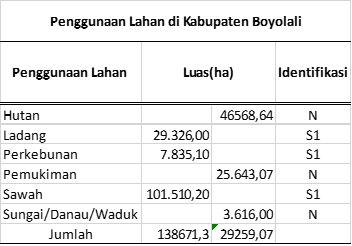 Penggunaan Lahan di Kabupaten Boyolali
Penggunaan Lahan Luas(ha) Identifikasi
Hutan 46568,64 N
Ladang 29.326,00 S1
Perkebunan 7.835,10 S1
Pemukiman 25.643,07 N
Sawah 101.510,20 S1
Sungai/Danau/Waduk 3.616,00 N
Jumlah 138671,3 29259,07